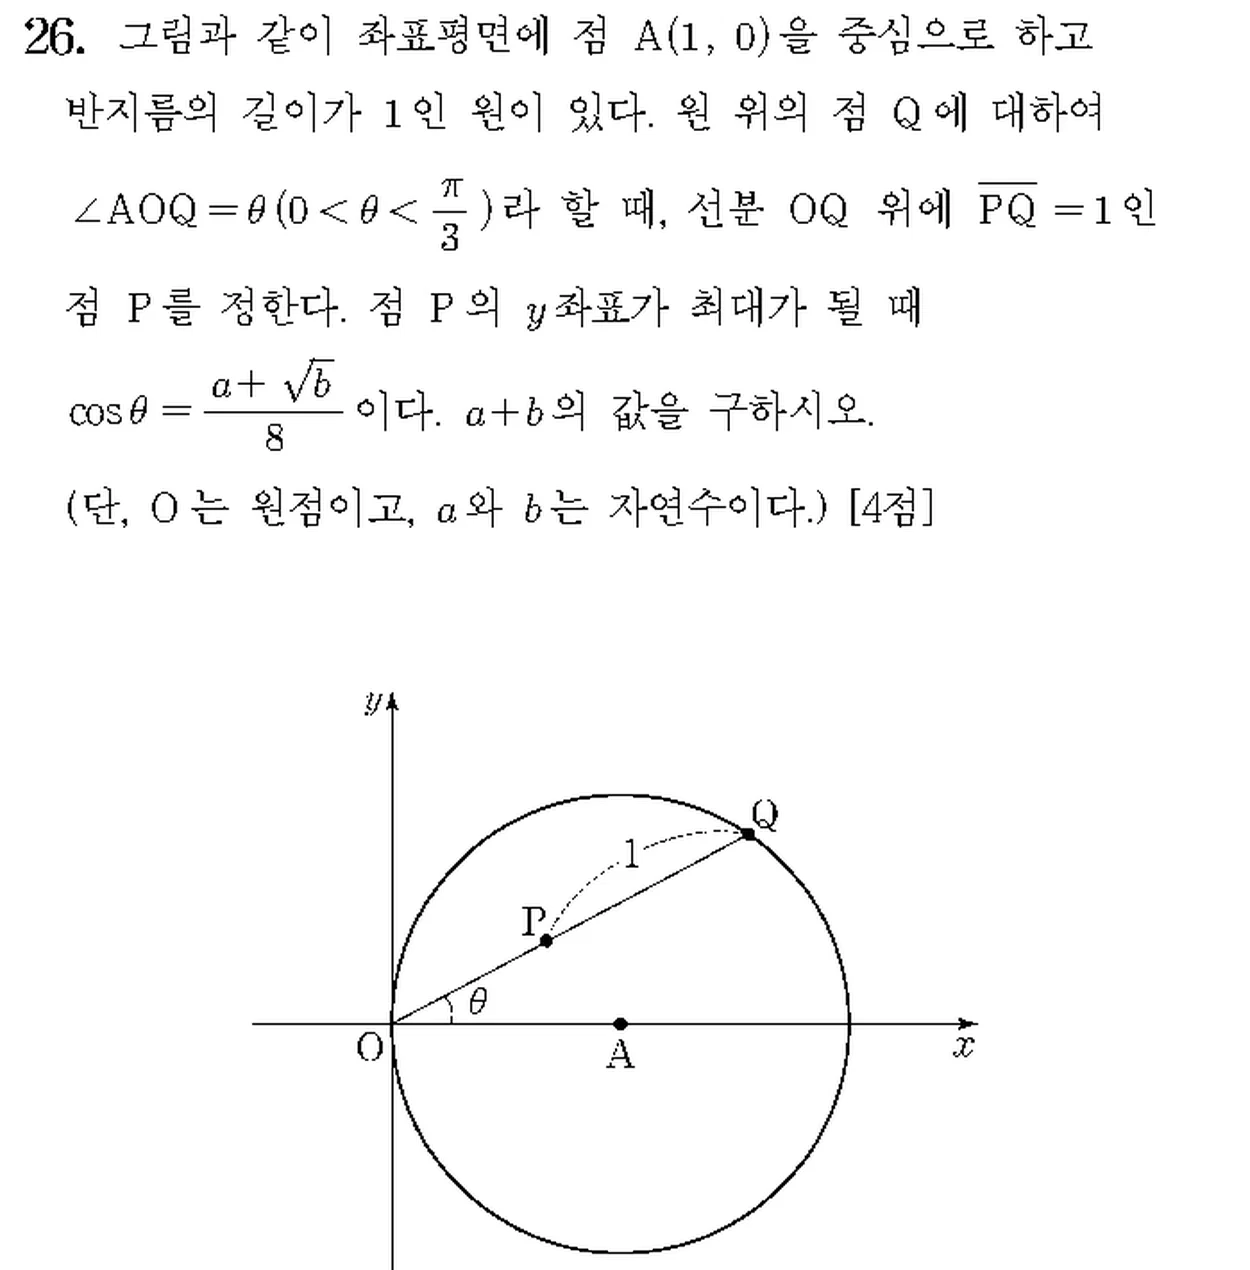 26. 그림과 같이 좌표평면에 점 A(1, 0)을 중심으로 하고
반지름의 길이가 1인 원이 있다. 원 위의 점 Q에 대하여
∠AOQ=θ(0<θ<π/3)라 할 때, 선분 OQ 위에 P̅Q̅=1인
점 P를 정한다. 점 P의 y좌표가 최대가 될 때
cosθ=(a+√b)/8이다. a+b의 값을 구하시오.
(단, O는 원점이고, a와 b는 자연수이다.) [4점]
y
Q
1
P
θ
O
A
x